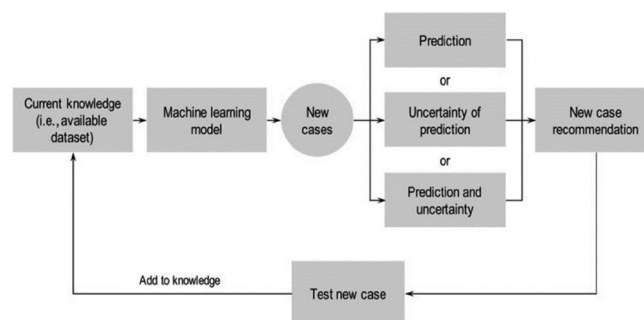 Prediction
or
Current knowledge
(i.e., available
dataset)
Machine learning
model
New
cases
Uncertainty of
prediction
New case
recommendation
or
Prediction and
uncertainty
Add to knowledge
Test new case